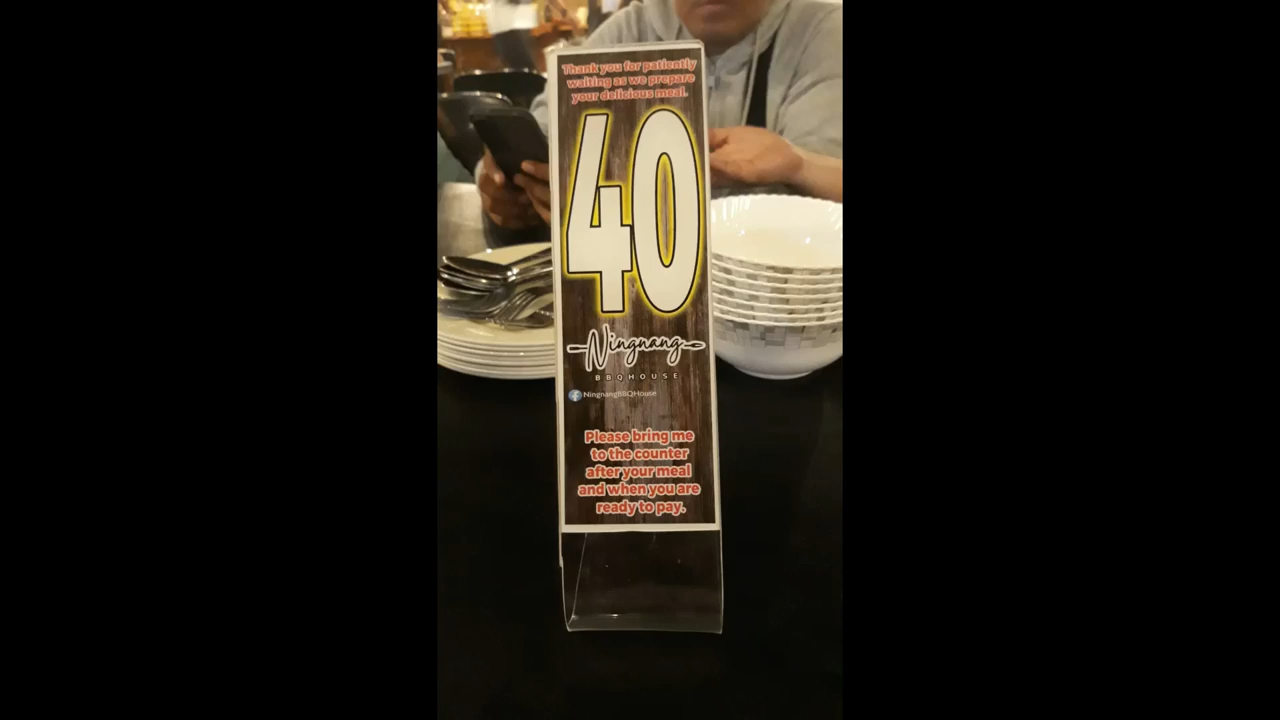 Thank you for patiently
waiting as we prepare
your delicious meal.
40
Ningnang
BBQHOUSE
NingnangBBQHouse
Please bring me
to the counter
after your meal
and when you are
ready to pay.